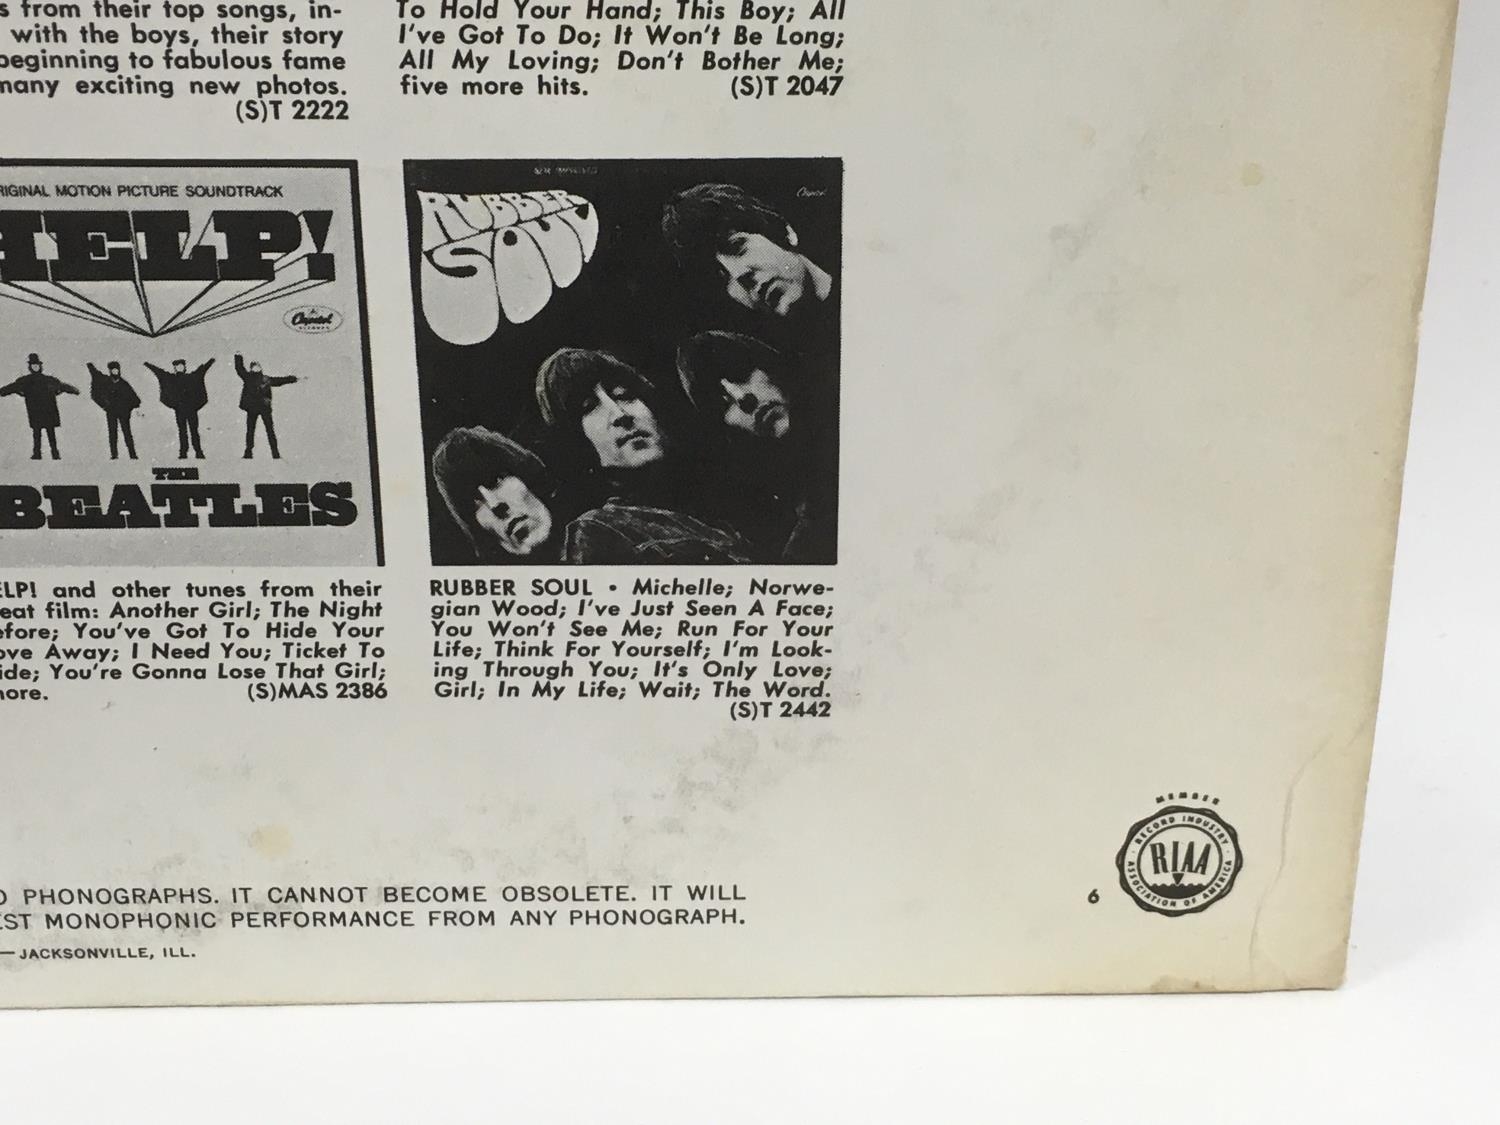 s from their top songs, in-
with the boys, their story
beginning to fabulous fame
many exciting new photos.
(S)T 2222
To Hold Your Hand; This Boy; All
I've Got To Do; It Won't Be Long;
All My Loving; Don't Bother Me;
five more hits. (S)T 2047
RIGINAL MOTION PICTURE SOUNDTRACK
HELP!
Capitol
THE
BEATLES
RUBBER
SOUL
Capitol
ELP! and other tunes from their
eat film: Another Girl; The Night
efore; You've Got To Hide Your
ove Away; I Need You; Ticket To
ide; You're Gonna Lose That Girl;
more. (S)MAS 2386
RUBBER SOUL • Michelle; Norwe-
gian Wood; I've Just Seen A Face;
You Won't See Me; Run For Your
Life; Think For Yourself; I'm Look-
ing Through You; It's Only Love;
Girl; In My Life; Wait; The Word.
(S)T 2442
O PHONOGRAPHS. IT CANNOT BECOME OBSOLETE. IT WILL
EST MONOPHONIC PERFORMANCE FROM ANY PHONOGRAPH.
—JACKSONVILLE, ILL.
6
MEMBER
RECORD INDUSTRY
RIAA
ASSOCIATION OF AMERICA